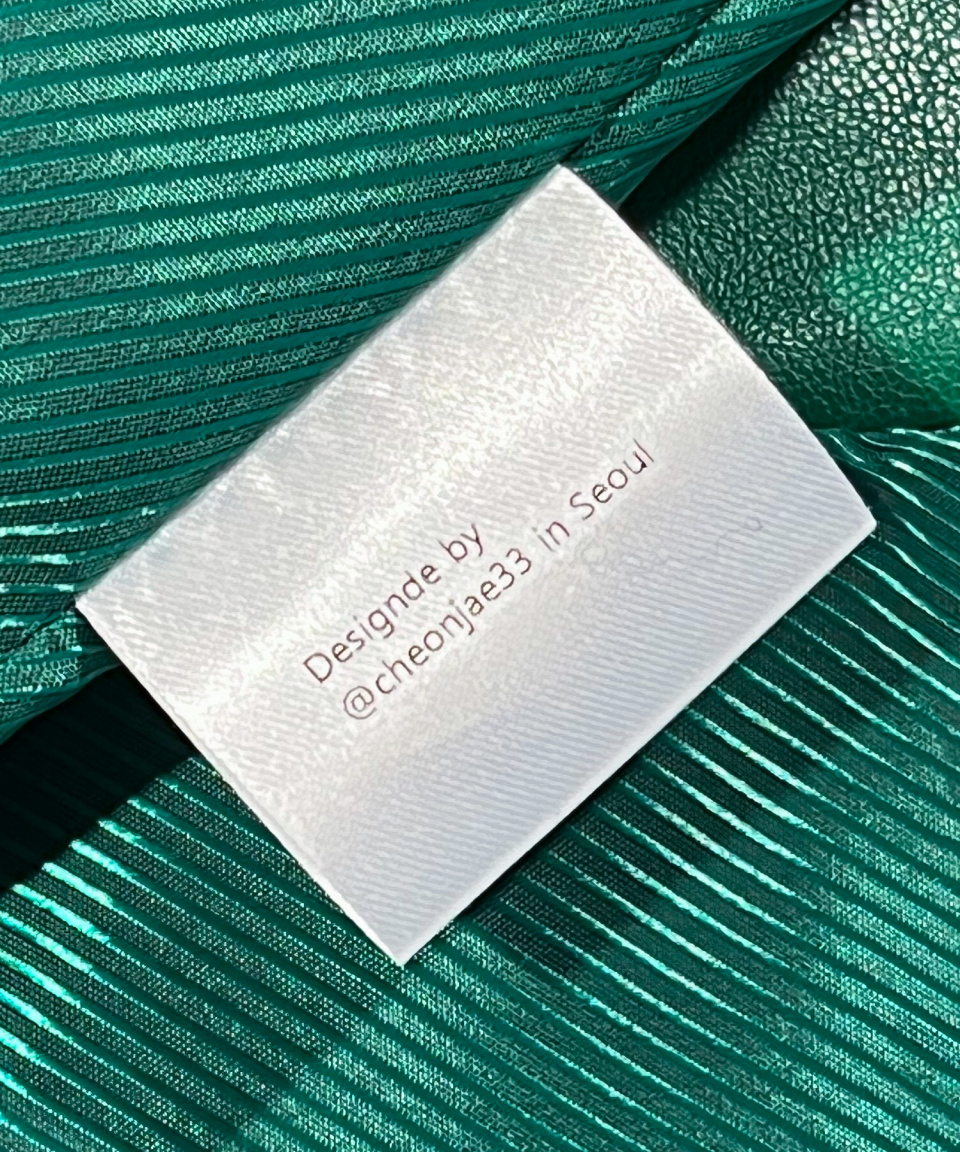 Designde by
@cheonjae33 in Seoul